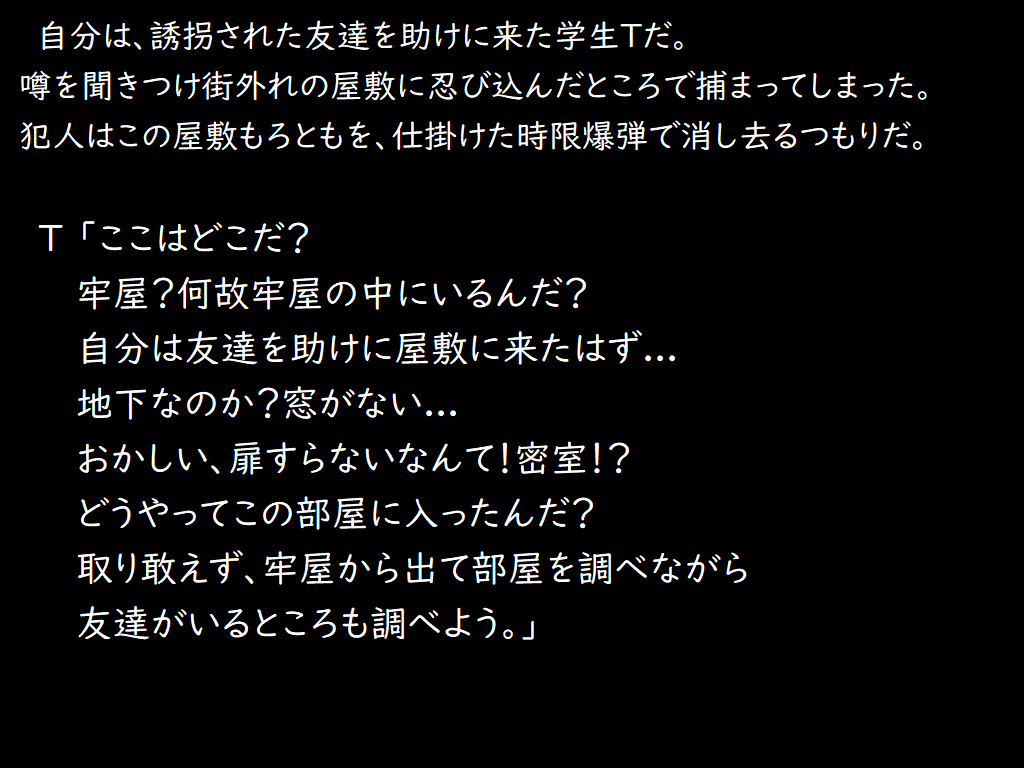 自分は、誘拐された友達を助けに来た学生Tだ。
噂を聞きつけ街外れの屋敷に忍び込んだところで捕まってしまった。
犯人はこの屋敷もろともを、仕掛けた時限爆弾で消し去るつもりだ。
T「ここはどこだ?
牢屋?何故牢屋の中にいるんだ?
自分は友達を助けに屋敷に来たはず…
地下なのか?窓がない…
おかしい、扉すらないなんて!密室!?
どうやってこの部屋に入ったんだ?
取り敢えず、牢屋から出て部屋を調べながら
友達がいるところも調べよう。」